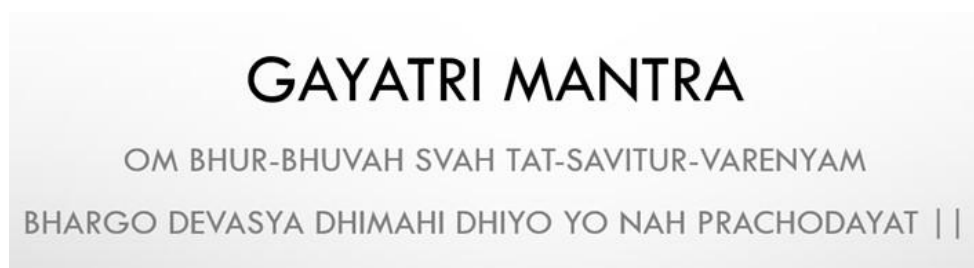 GAYATRI MANTRA
OM BHUR-BHUVAH SVAH TAT-SAVITUR-VARENYAM
BHARGO DEVASYA DHIMAHI DHIYO YO NAH PRACHODAYAT ||